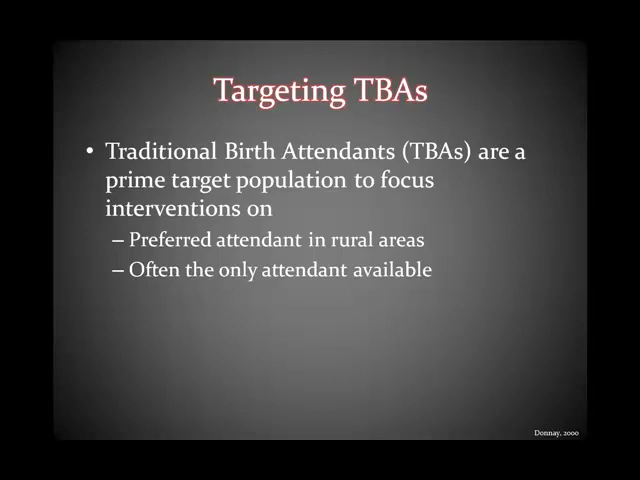 Targeting TBAs
• Traditional Birth Attendants (TBAs) are a
prime target population to focus
interventions on
– Preferred attendant in rural areas
– Often the only attendant available
Donnay, 2000